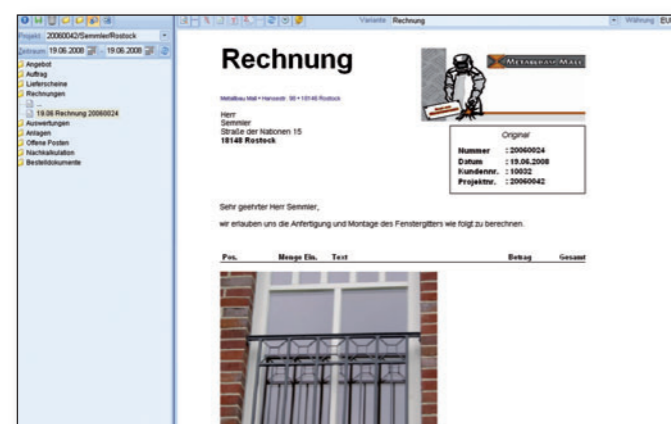 Variante Rechnung Währung EU
Projekt 20060042/Semmler/Rostock
Zeitraum 19.06.2008 - 19.06.2008
Angebot
Auftrag
Lieferscheine
Rechnungen
..
19.06 Rechnung 20060024
Auswertungen
Anlagen
Offene Posten
Nachkalkulation
Bestelldokumente
Rechnung
METALLBAU MALL
Metallbau Mall • Hansestr. 90 • 18146 Rostock
Herr
Semmler
Straße der Nationen 15
18148 Rostock
Original
Nummer : 20060024
Datum : 19.06.2008
Kundennr. : 10032
Projektnr. : 20060042
Sehr geehrter Herr Semmler,
wir erlauben uns die Anfertigung und Montage des Fenstergitters wie folgt zu berechnen.
Pos. Menge Ein. Text Betrag Gesamt